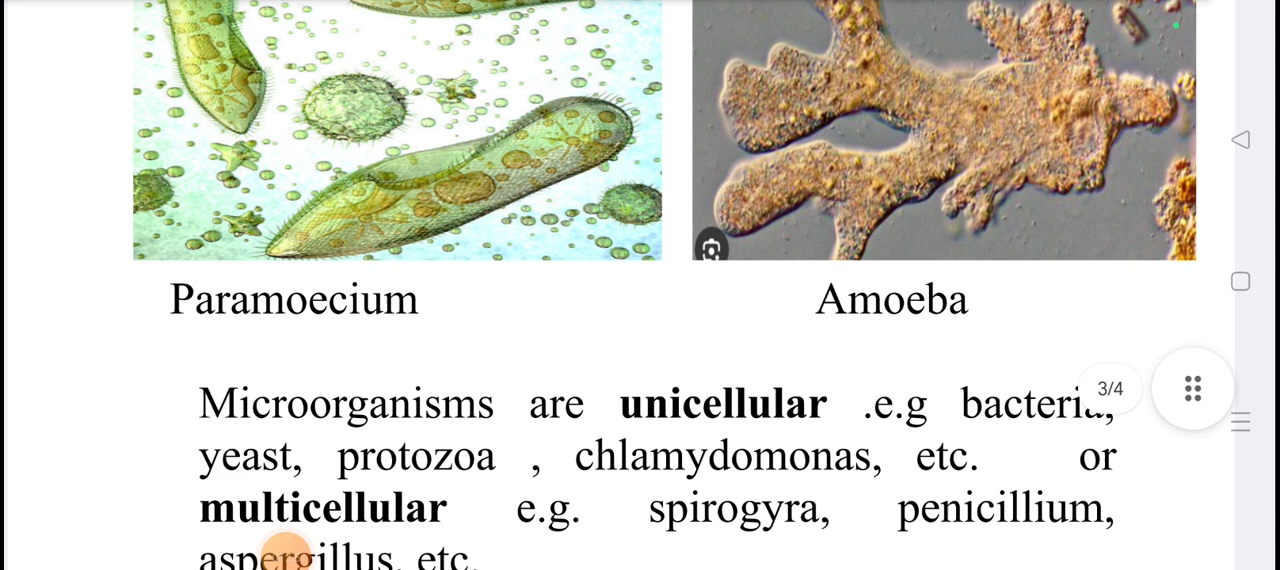 Paramoecium
Amoeba
Microorganisms are unicellular .e.g bacteria,
3/4
yeast, protozoa , chlamydomonas, etc. or
multicellular e.g. spirogyra, penicillium,
aspergillus, etc.